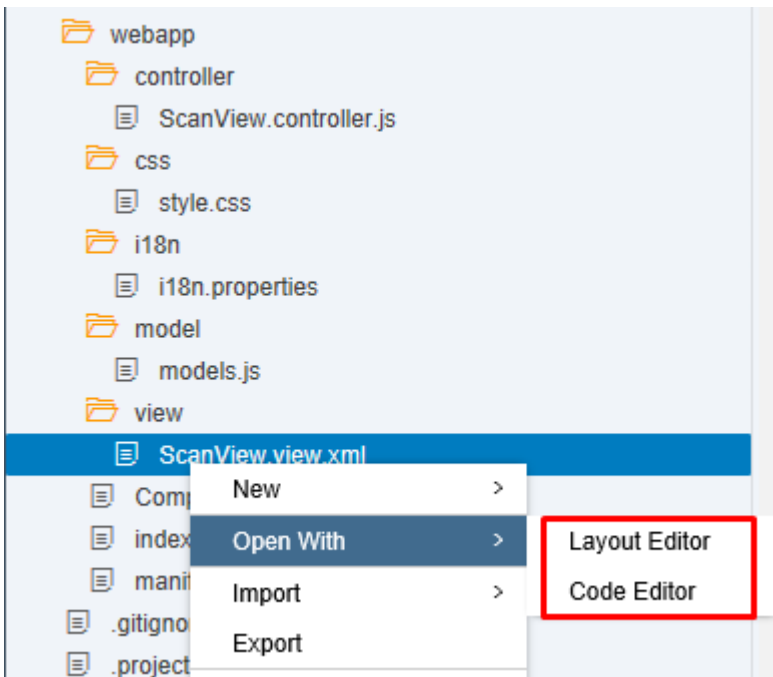 webapp
controller
ScanView.controller.js
css
style.css
i18n
i18n.properties
model
models.js
view
ScanView.view.xml
New >
Open With > Layout Editor
Code Editor
Import >
Export
.project